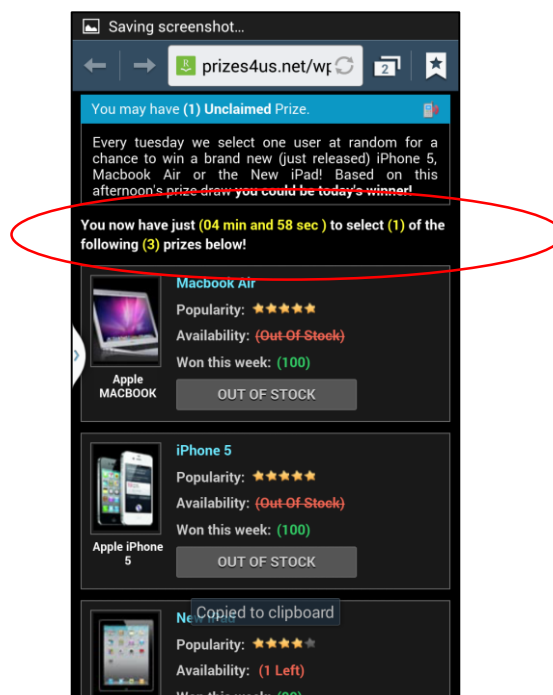 Saving screenshot...
prizes4us.net/wp
2
You may have (1) Unclaimed Prize.
Every tuesday we select one user at random for a
chance to win a brand new (just released) iPhone 5,
Macbook Air or the New iPad! Based on this
afternoon's prize draw you could be today's winner!
You now have just (04 min and 58 sec ) to select (1) of the
following (3) prizes below!
Macbook Air
Popularity:
Availability: (Out Of Stock)
Won this week: (100)
Apple
MACBOOK
OUT OF STOCK
iPhone 5
Popularity:
Availability: (Out Of Stock)
Won this week: (100)
Apple iPhone
5
OUT OF STOCK
Copied to clipboard
New iPad
Popularity:
Availability: (1 Left)
Won this week: